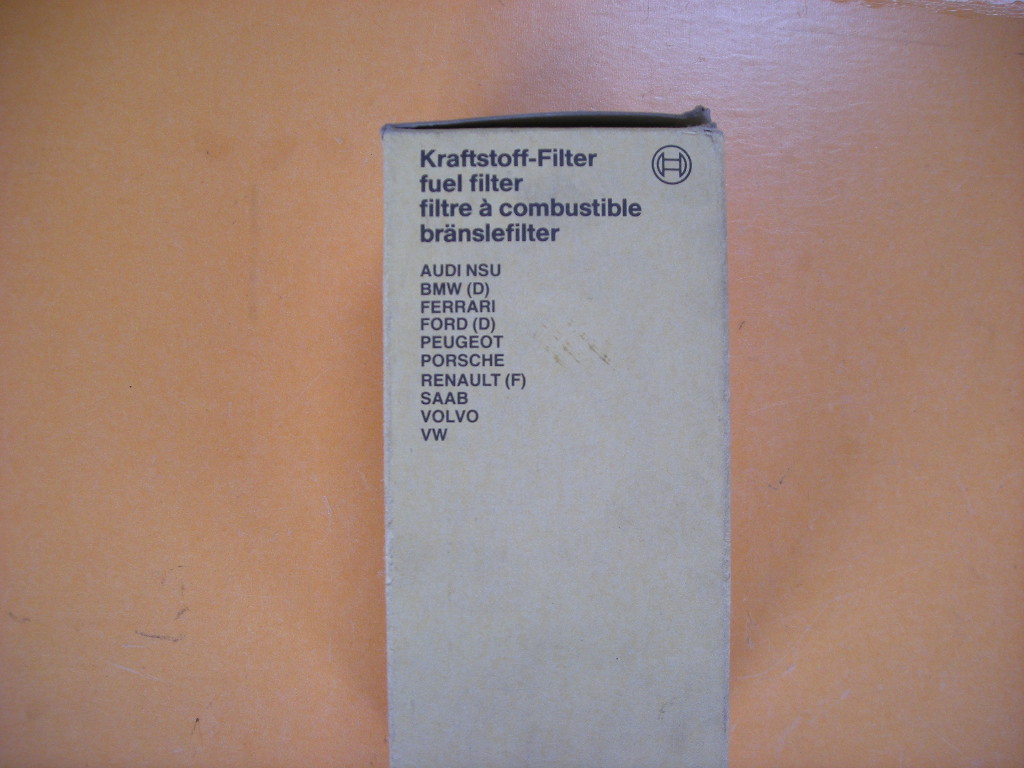 Kraftstoff-Filter
fuel filter
filtre à combustible
bränslefilter
AUDI NSU
BMW (D)
FERRARI
FORD (D)
PEUGEOT
PORSCHE
RENAULT (F)
SAAB
VOLVO
VW